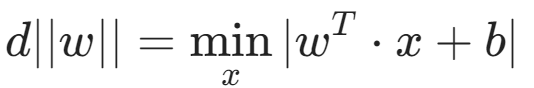 d||w|| = min_x |w^T · x + b|